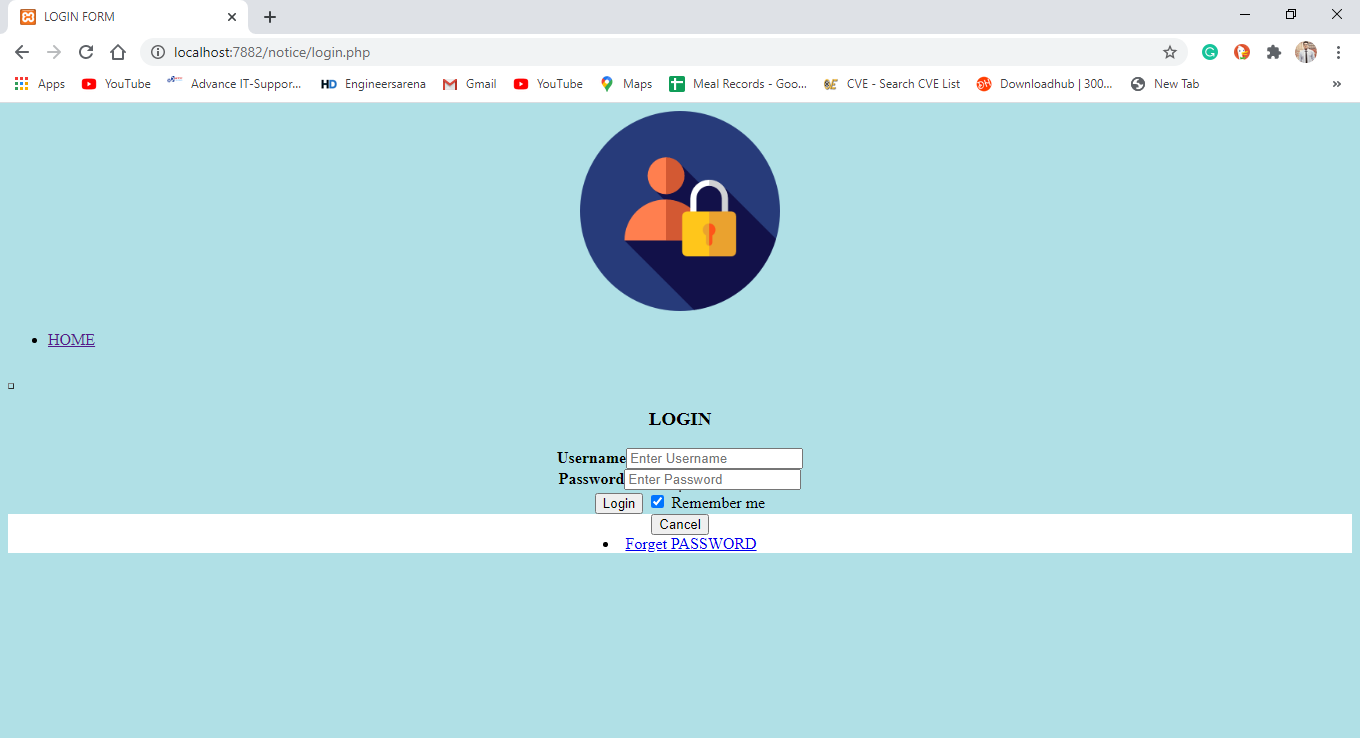 LOGIN FORM
localhost:7882/notice/login.php
Apps YouTube Advance IT-Suppor... HD Engineersarena Gmail YouTube Maps Meal Records - Goo... CVE - Search CVE List DH Downloadhub | 300... New Tab »
HOME
LOGIN
Username Enter Username
Password Enter Password
Login Remember me
Cancel
Forget PASSWORD